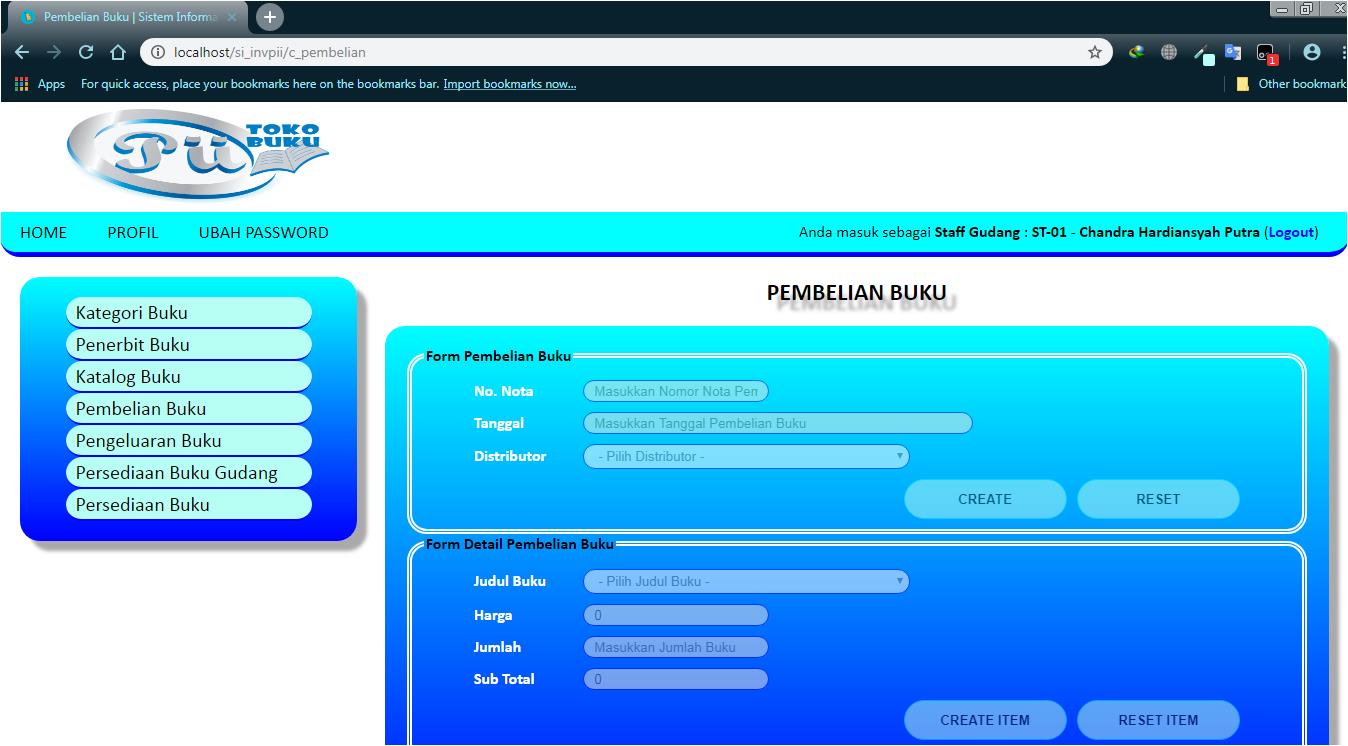 Pembelian Buku | Sistem Informa
localhost/si_invpii/c_pembelian
1
Apps For quick access, place your bookmarks here on the bookmarks bar. Import bookmarks now... Other bookmark
Pü TOKO
BUKU
HOME PROFIL UBAH PASSWORD Anda masuk sebagai Staff Gudang : ST-01 - Chandra Hardiansyah Putra (Logout)
Kategori Buku
Penerbit Buku
Katalog Buku
Pembelian Buku
Pengeluaran Buku
Persediaan Buku Gudang
Persediaan Buku
PEMBELIAN BUKU
Form Pembelian Buku
No. Nota Masukkan Nomor Nota Pem
Tanggal Masukkan Tanggal Pembelian Buku
Distributor - Pilih Distributor -
CREATE RESET
Form Detail Pembelian Buku
Judul Buku - Pilih Judul Buku -
Harga 0
Jumlah Masukkan Jumlah Buku
Sub Total 0
CREATE ITEM RESET ITEM